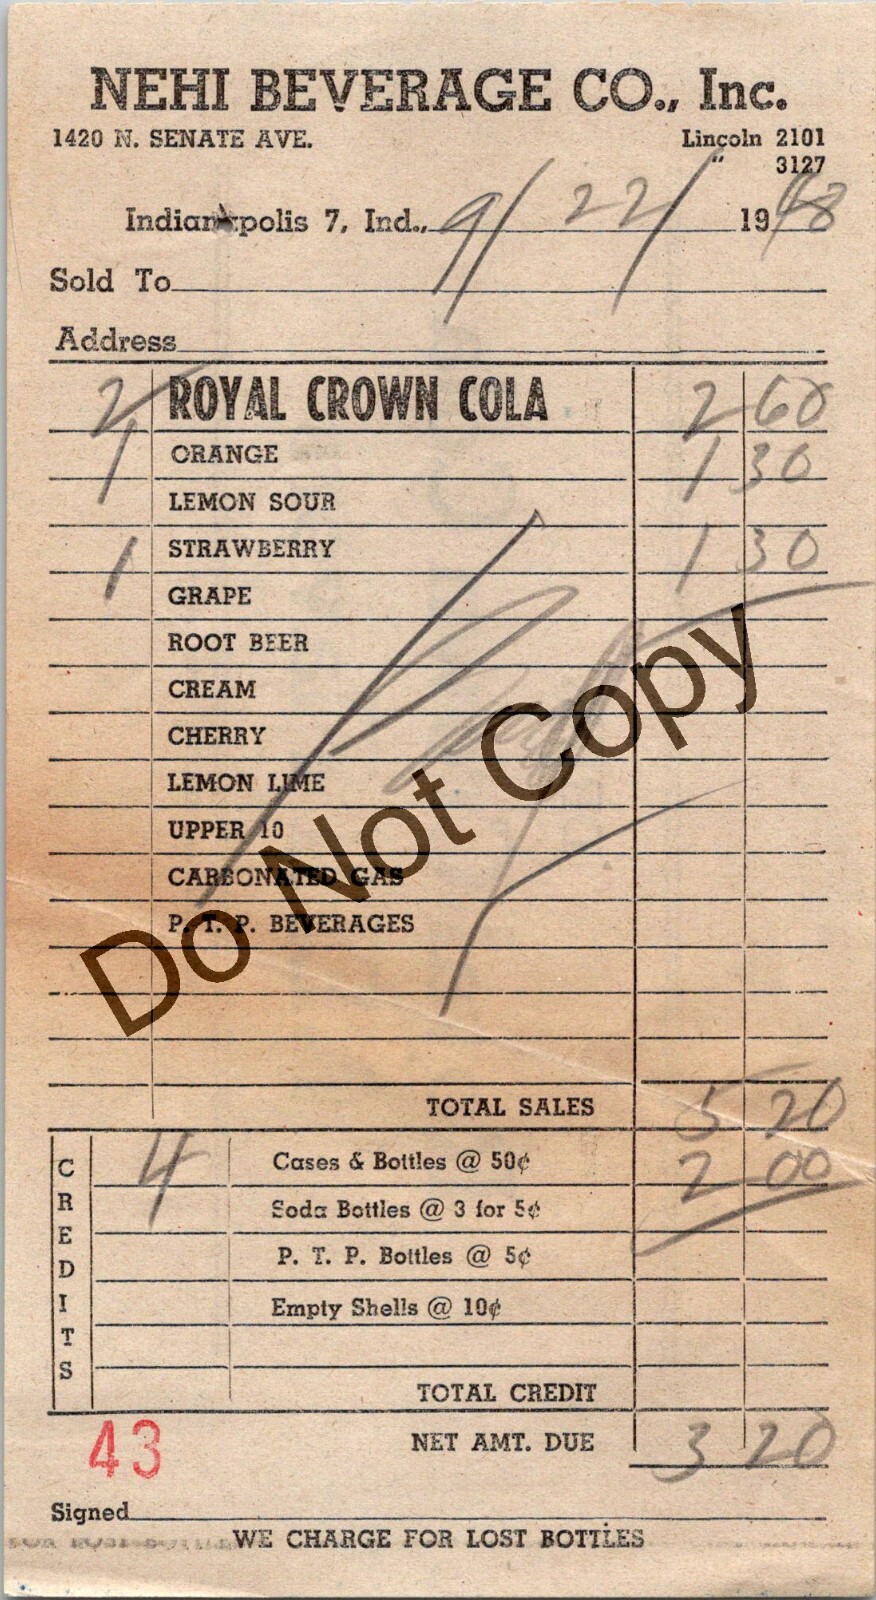 NEHI BEVERAGE CO., Inc.
1420 N. SENATE AVE. Lincoln 2101
" 3127
Indianapolis 7, Ind., 9/22/ 1948
Sold To
Address
2 ROYAL CROWN COLA 2 60
1 ORANGE 1 30
LEMON SOUR
1 STRAWBERRY 1 30
GRAPE
ROOT BEER
CREAM
CHERRY
LEMON LIME
UPPER 10
CARBONATED GAS
P. T. P. BEVERAGES
Do Not Copy
TOTAL SALES 5 20
CREDITS
4 Cases & Bottles @ 50¢ 2 00
Soda Bottles @ 3 for 5¢
P. T. P. Bottles @ 5¢
Empty Shells @ 10¢
TOTAL CREDIT
43 NET AMT. DUE 3 20
Signed
WE CHARGE FOR LOST BOTTLES